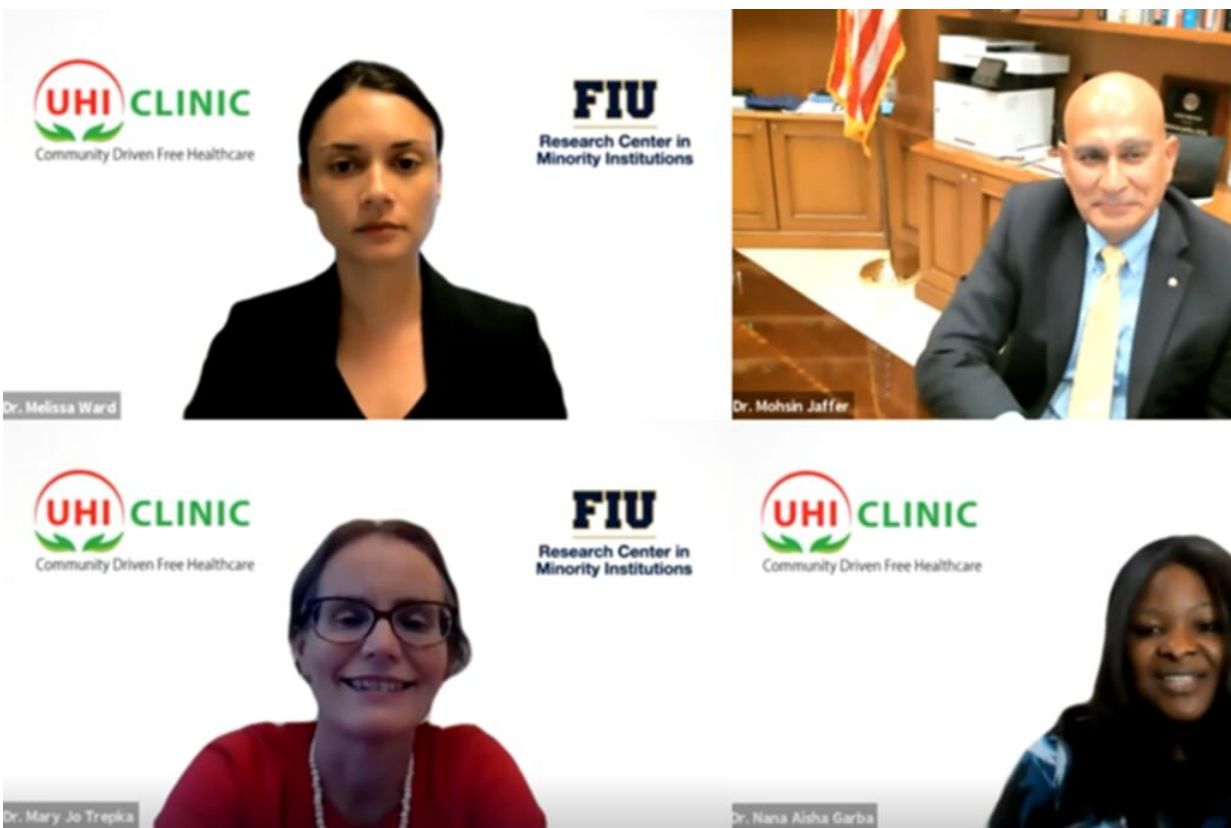 UHI CLINIC
Community Driven Free Healthcare
FIU
Research Center in
Minority Institutions
Dr. Melissa Ward
Dr. Mohsin Jaffer
UHI CLINIC
Community Driven Free Healthcare
FIU
Research Center in
Minority Institutions
Dr. Mary Jo Trepka
UHI CLINIC
Community Driven Free Healthcare
Dr. Nana Aisha Garba